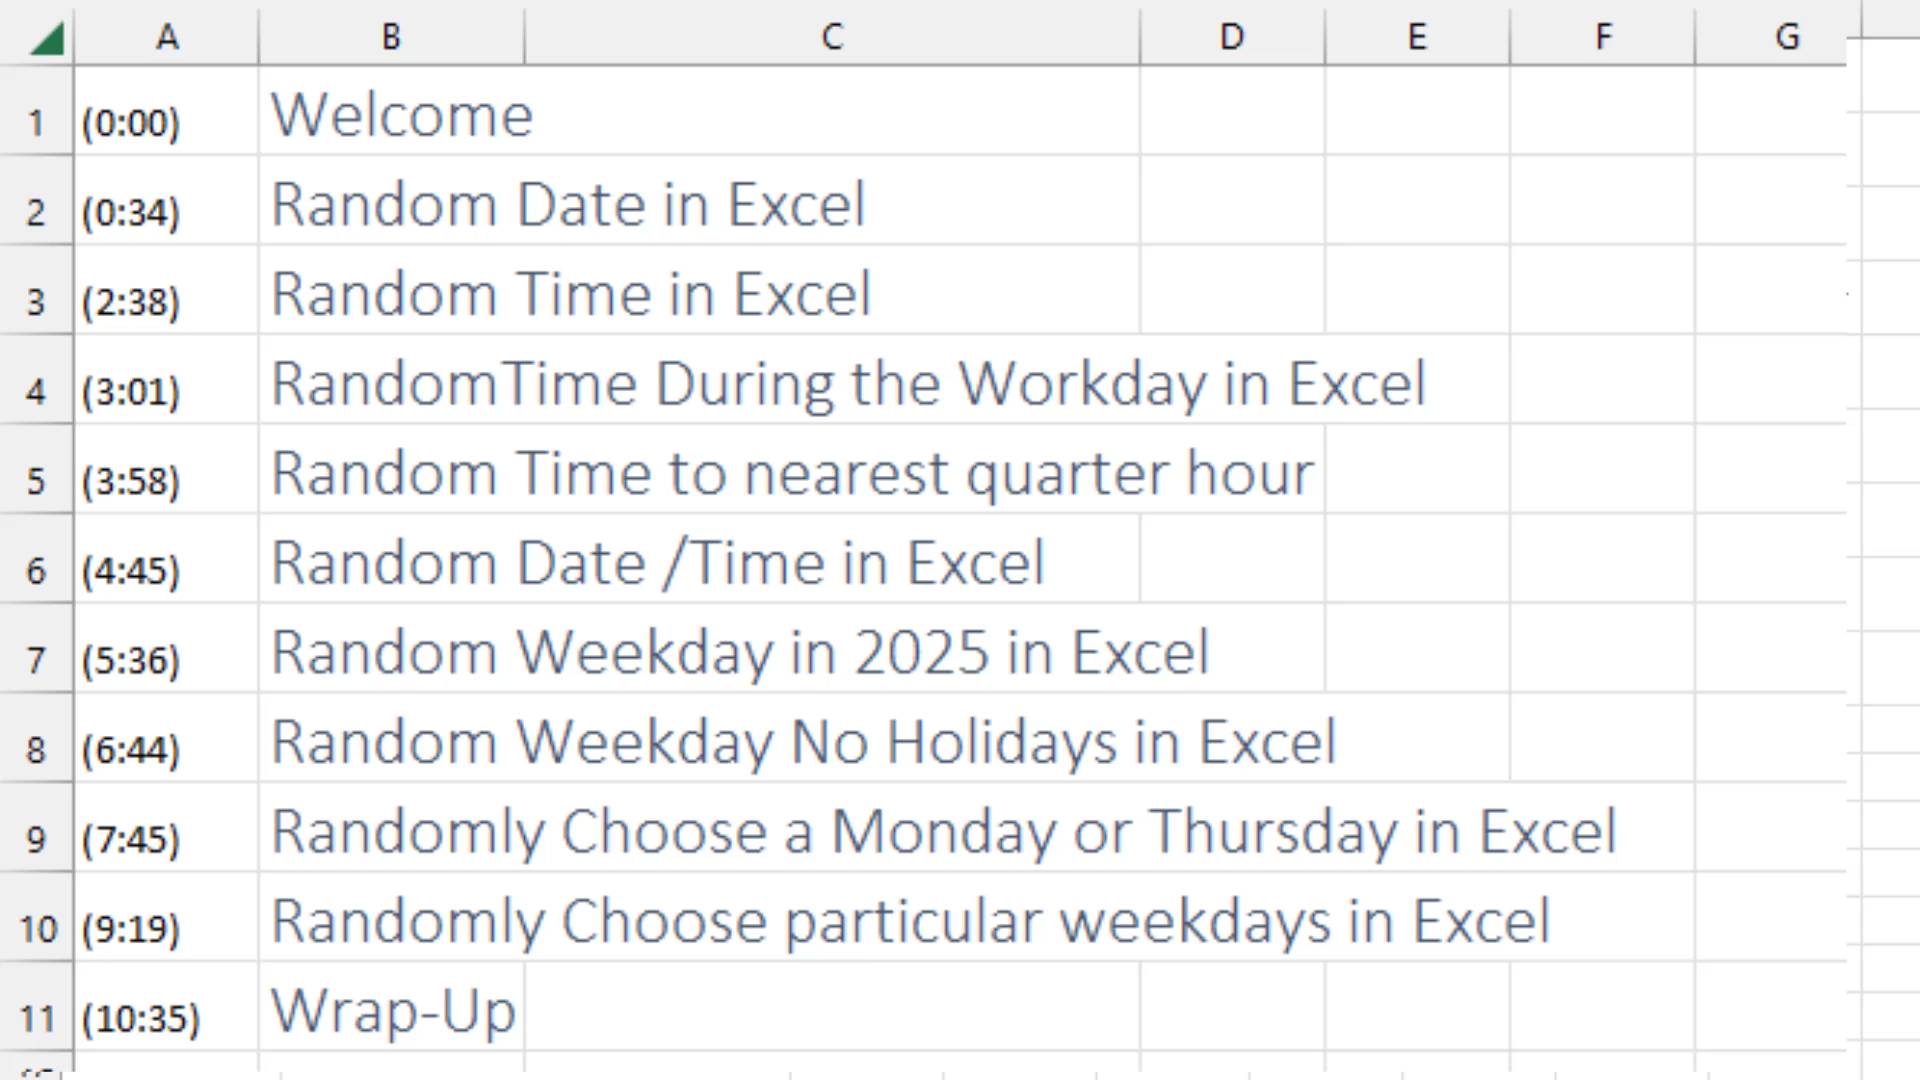 A B C D E F G
1 (0:00) Welcome
2 (0:34) Random Date in Excel
3 (2:38) Random Time in Excel
4 (3:01) RandomTime During the Workday in Excel
5 (3:58) Random Time to nearest quarter hour
6 (4:45) Random Date /Time in Excel
7 (5:36) Random Weekday in 2025 in Excel
8 (6:44) Random Weekday No Holidays in Excel
9 (7:45) Randomly Choose a Monday or Thursday in Excel
10 (9:19) Randomly Choose particular weekdays in Excel
11 (10:35) Wrap-Up